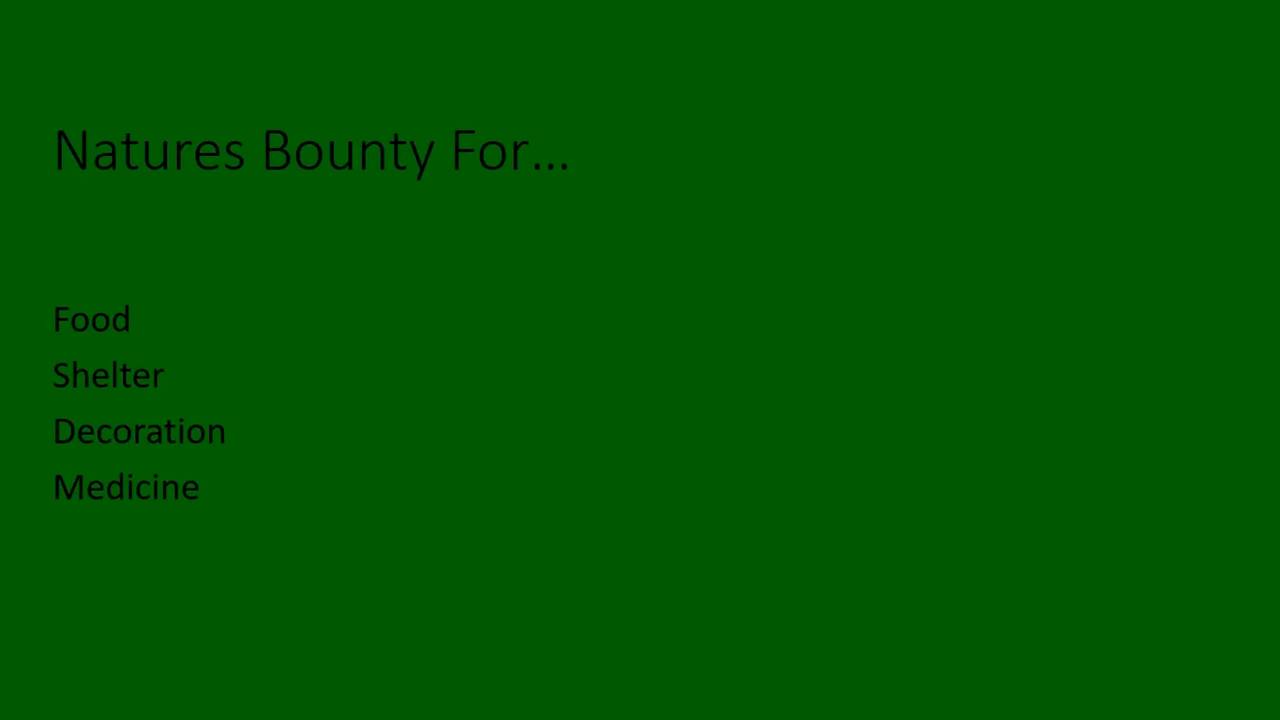 Natures Bounty For...
Food
Shelter
Decoration
Medicine